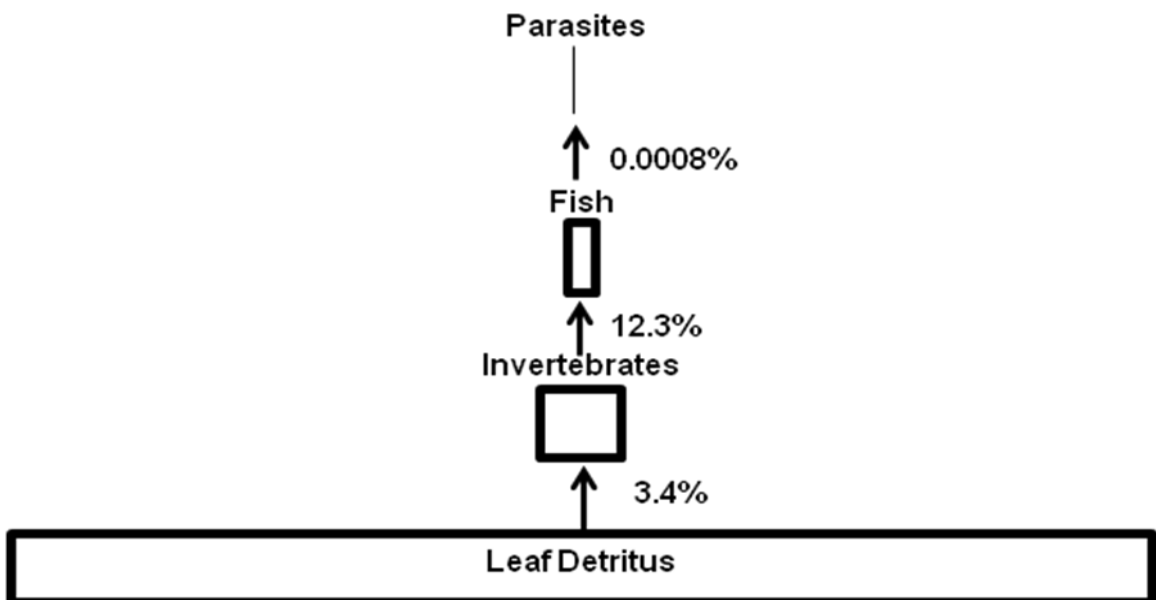 Parasites
0.0008%
Fish
12.3%
Invertebrates
3.4%
Leaf Detritus